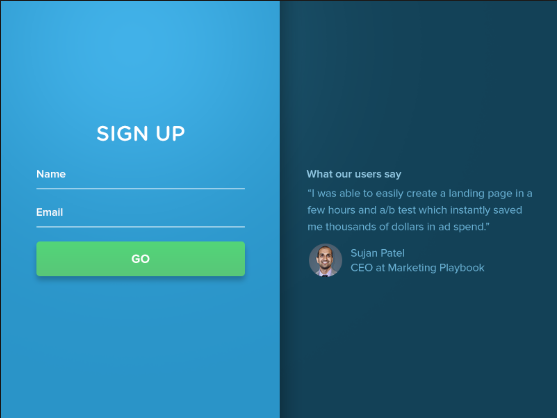 SIGN UP
Name
Email
GO
What our users say
“I was able to easily create a landing page in a
few hours and a/b test which instantly saved
me thousands of dollars in ad spend.”
Sujan Patel
CEO at Marketing Playbook